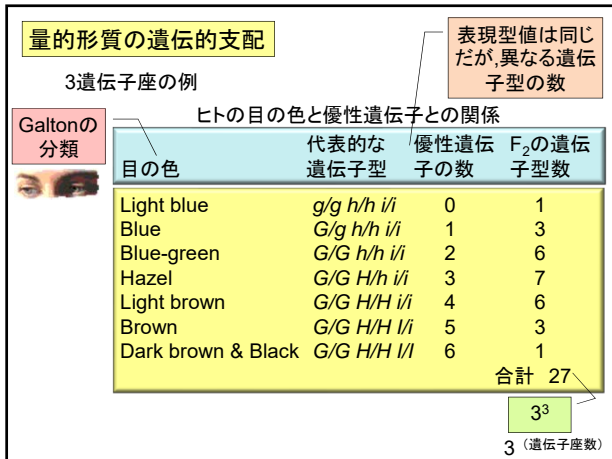 量的形質の遺伝的支配
表現型値は同じ
だが,異なる遺伝
子型の数
3遺伝子座の例
ヒトの目の色と優性遺伝子との関係
Galtonの
分類
目の色
代表的な
遺伝子型
優性遺伝
子の数
F₂の遺伝
子型数
Light blue g/g h/h i/i 0 1
Blue G/g h/h i/i 1 3
Blue-green G/G h/h i/i 2 6
Hazel G/G H/h i/i 3 7
Light brown G/G H/H i/i 4 6
Brown G/G H/H I/i 5 3
Dark brown & Black G/G H/H I/I 6 1
合計 27
3³
3 (遺伝子座数)